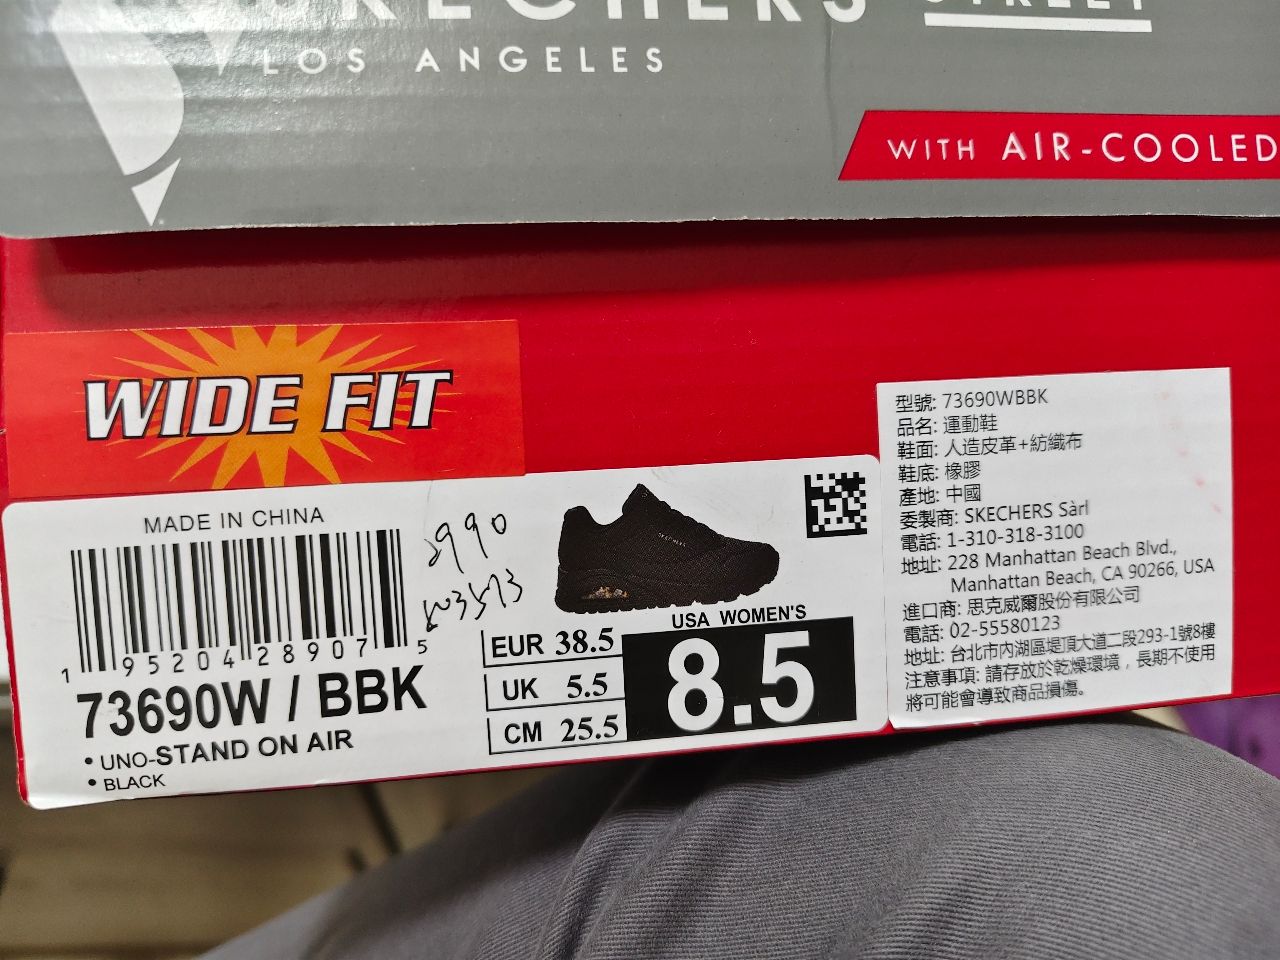 SKECHERS STREET
LOS ANGELES
WITH AIR-COOLED
WIDE FIT
MADE IN CHINA
1 95204 28907 5
73690W / BBK
• UNO-STAND ON AIR
• BLACK
2990
EUR 38.5
UK 5.5
CM 25.5
USA WOMEN'S
8.5
型號: 73690WBBK
品名: 運動鞋
鞋面: 人造皮革+紡織布
鞋底: 橡膠
產地: 中國
委製商: SKECHERS Sàrl
電話: 1-310-318-3100
地址: 228 Manhattan Beach Blvd.,
Manhattan Beach, CA 90266, USA
進口商: 思克威爾股份有限公司
電話: 02-55580123
地址: 台北市內湖區堤頂大道二段293-1號8樓
注意事項: 請存放於乾燥環境，長期不使用
將可能會導致商品損傷。